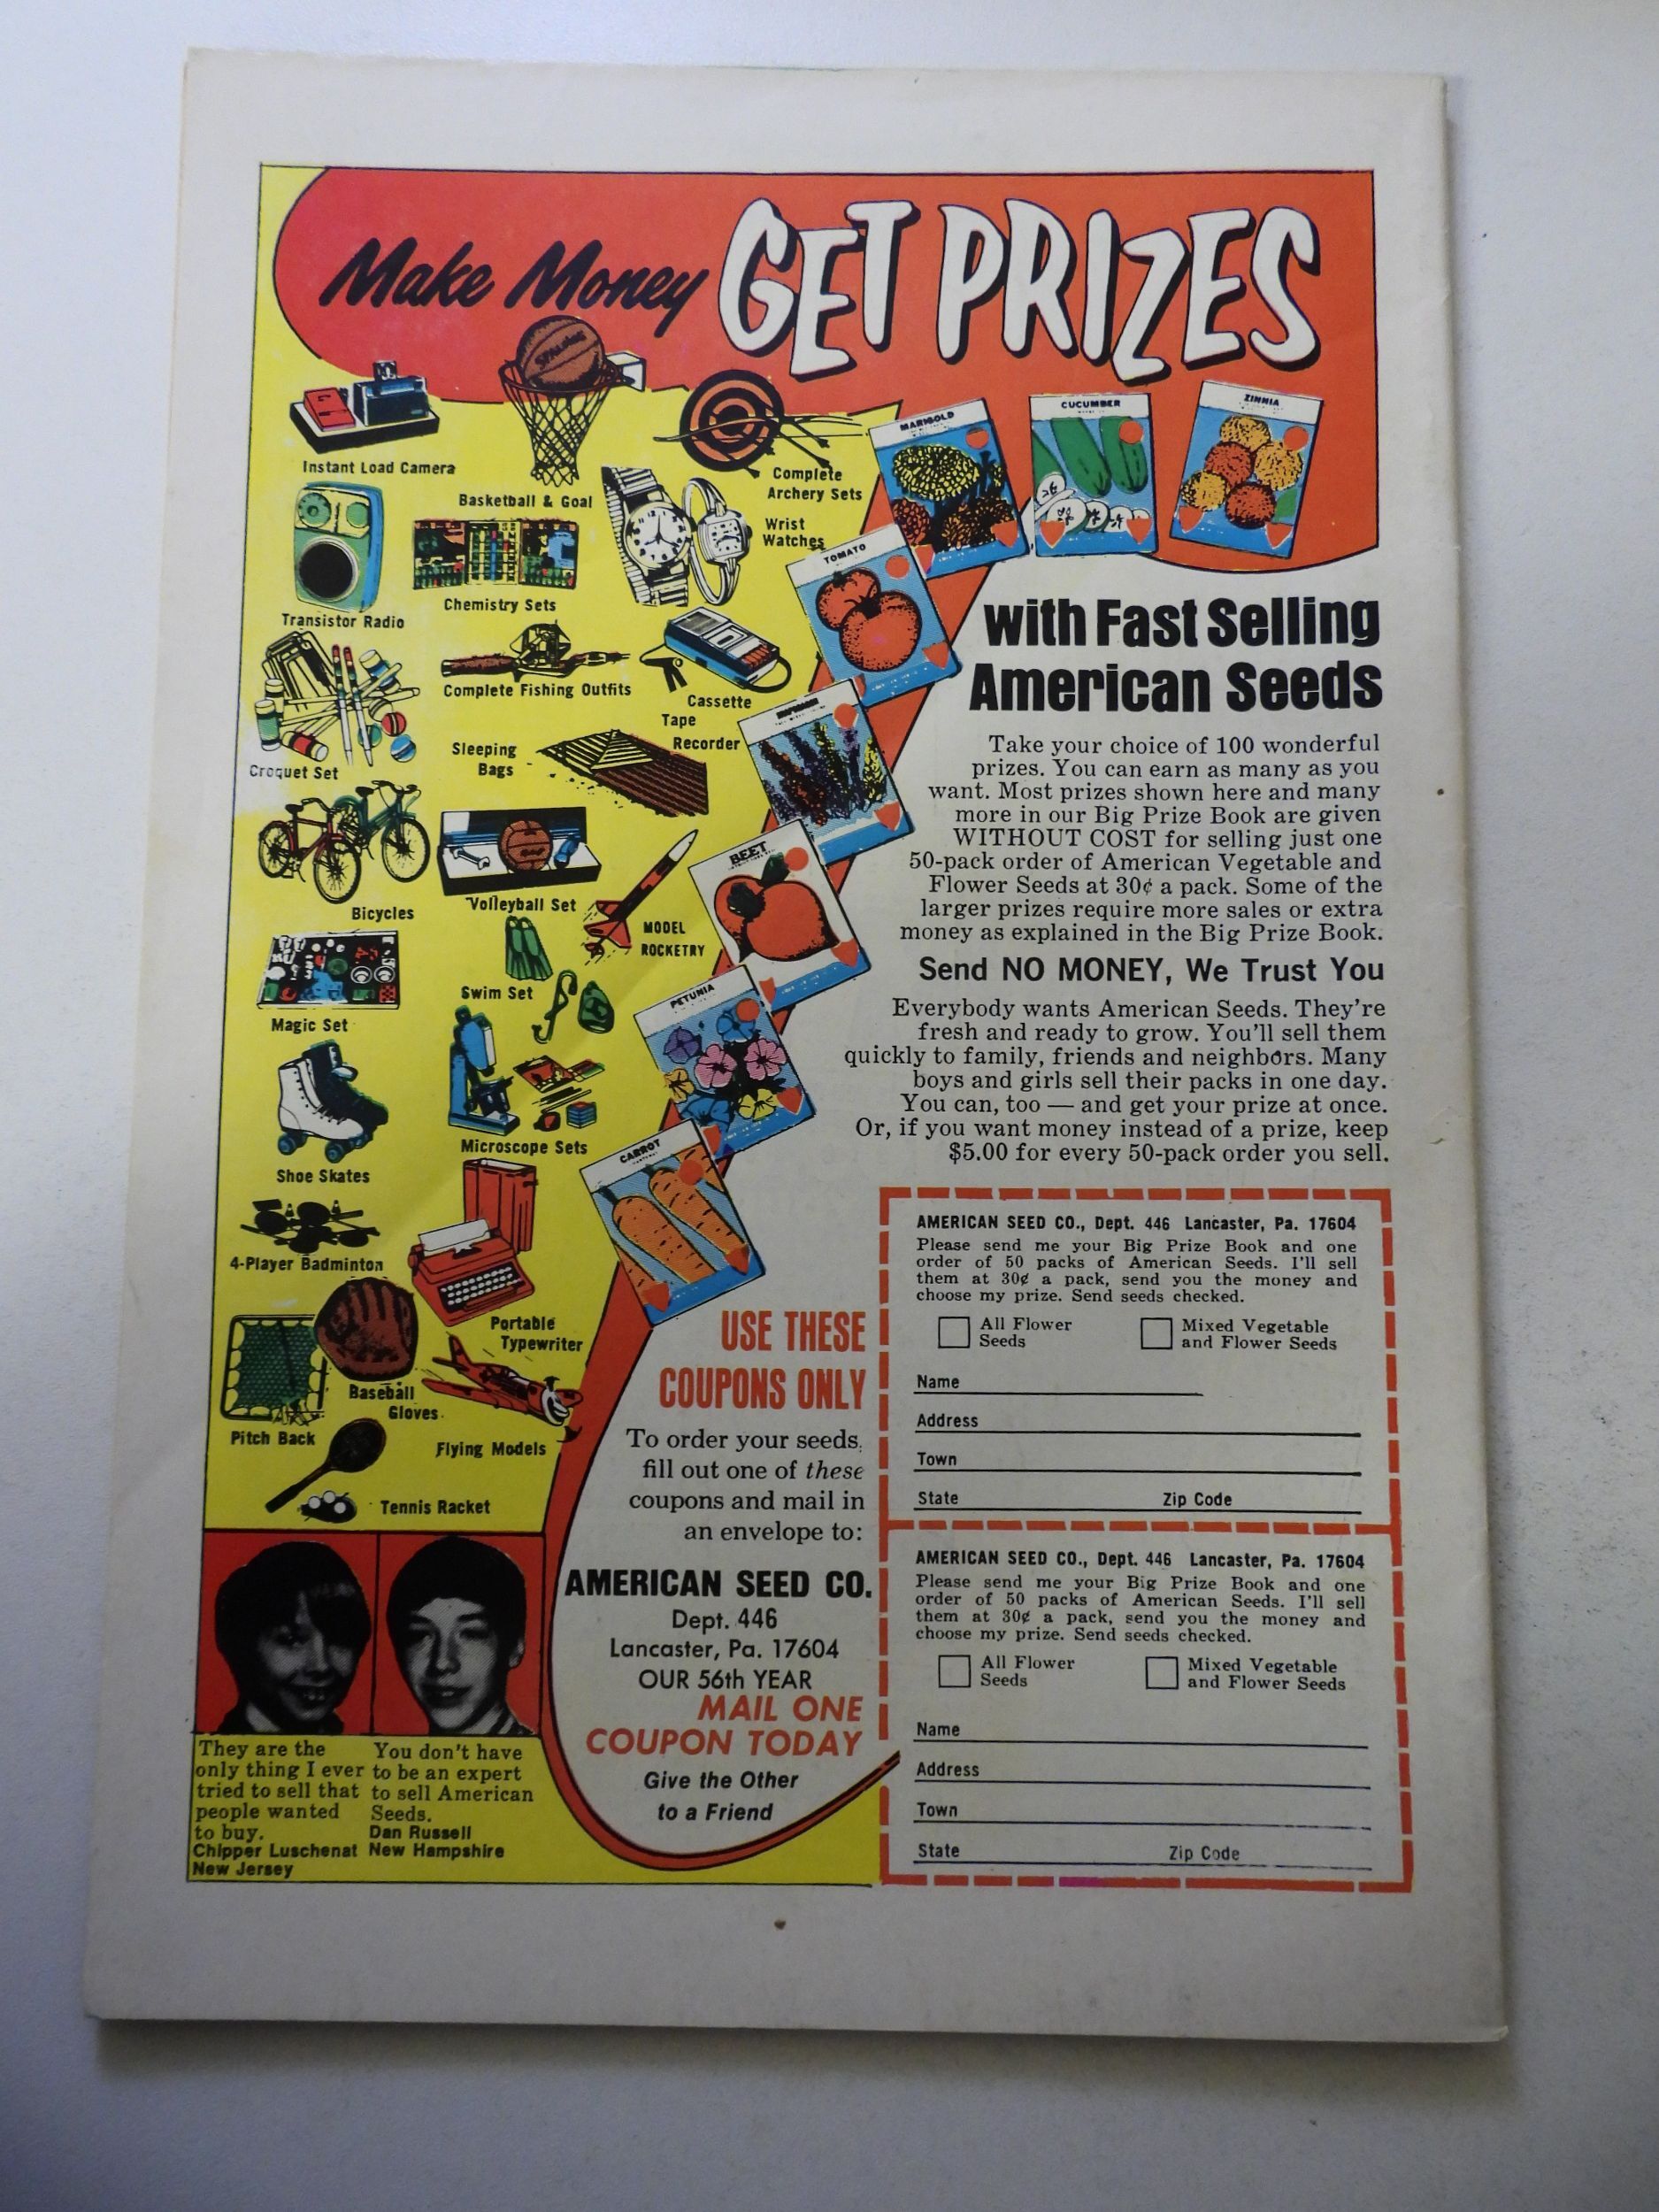 Make Money GET PRIZES
SPALDING
Instant Load Camera
Basketball & Goal
Complete
Archery Sets
Wrist
Watches
Transistor Radio
Chemistry Sets
Complete Fishing Outfits
Cassette
Tape
Recorder
Croquet Set
Sleeping
Bags
Bicycles
Volleyball Set
MODEL
ROCKETRY
Magic Set
Swim Set
Shoe Skates
Microscope Sets
4-Player Badminton
Portable
Typewriter
Baseball
Gloves
Pitch Back
Flying Models
Tennis Racket
MARIGOLD
CUCUMBER
ZINNIA
TOMATO
BEET
PETUNIA
CARROT
with Fast Selling
American Seeds
Take your choice of 100 wonderful
prizes. You can earn as many as you
want. Most prizes shown here and many
more in our Big Prize Book are given
WITHOUT COST for selling just one
50-pack order of American Vegetable and
Flower Seeds at 30¢ a pack. Some of the
larger prizes require more sales or extra
money as explained in the Big Prize Book.
Send NO MONEY, We Trust You
Everybody wants American Seeds. They're
fresh and ready to grow. You'll sell them
quickly to family, friends and neighbors. Many
boys and girls sell their packs in one day.
You can, too — and get your prize at once.
Or, if you want money instead of a prize, keep
$5.00 for every 50-pack order you sell.
USE THESE
COUPONS ONLY
To order your seeds,
fill out one of these
coupons and mail in
an envelope to:
AMERICAN SEED CO.
Dept. 446
Lancaster, Pa. 17604
OUR 56th YEAR
MAIL ONE
COUPON TODAY
Give the Other
to a Friend
AMERICAN SEED CO., Dept. 446 Lancaster, Pa. 17604
Please send me your Big Prize Book and one
order of 50 packs of American Seeds. I'll sell
them at 30¢ a pack, send you the money and
choose my prize. Send seeds checked.
All Flower
Seeds
Mixed Vegetable
and Flower Seeds
Name
Address
Town
State Zip Code
AMERICAN SEED CO., Dept. 446 Lancaster, Pa. 17604
Please send me your Big Prize Book and one
order of 50 packs of American Seeds. I'll sell
them at 30¢ a pack, send you the money and
choose my prize. Send seeds checked.
All Flower
Seeds
Mixed Vegetable
and Flower Seeds
Name
Address
Town
State Zip Code
They are the
only thing I ever
tried to sell that
people wanted
to buy.
Chipper Luschenat
New Jersey
You don't have
to be an expert
to sell American
Seeds.
Dan Russell
New Hampshire